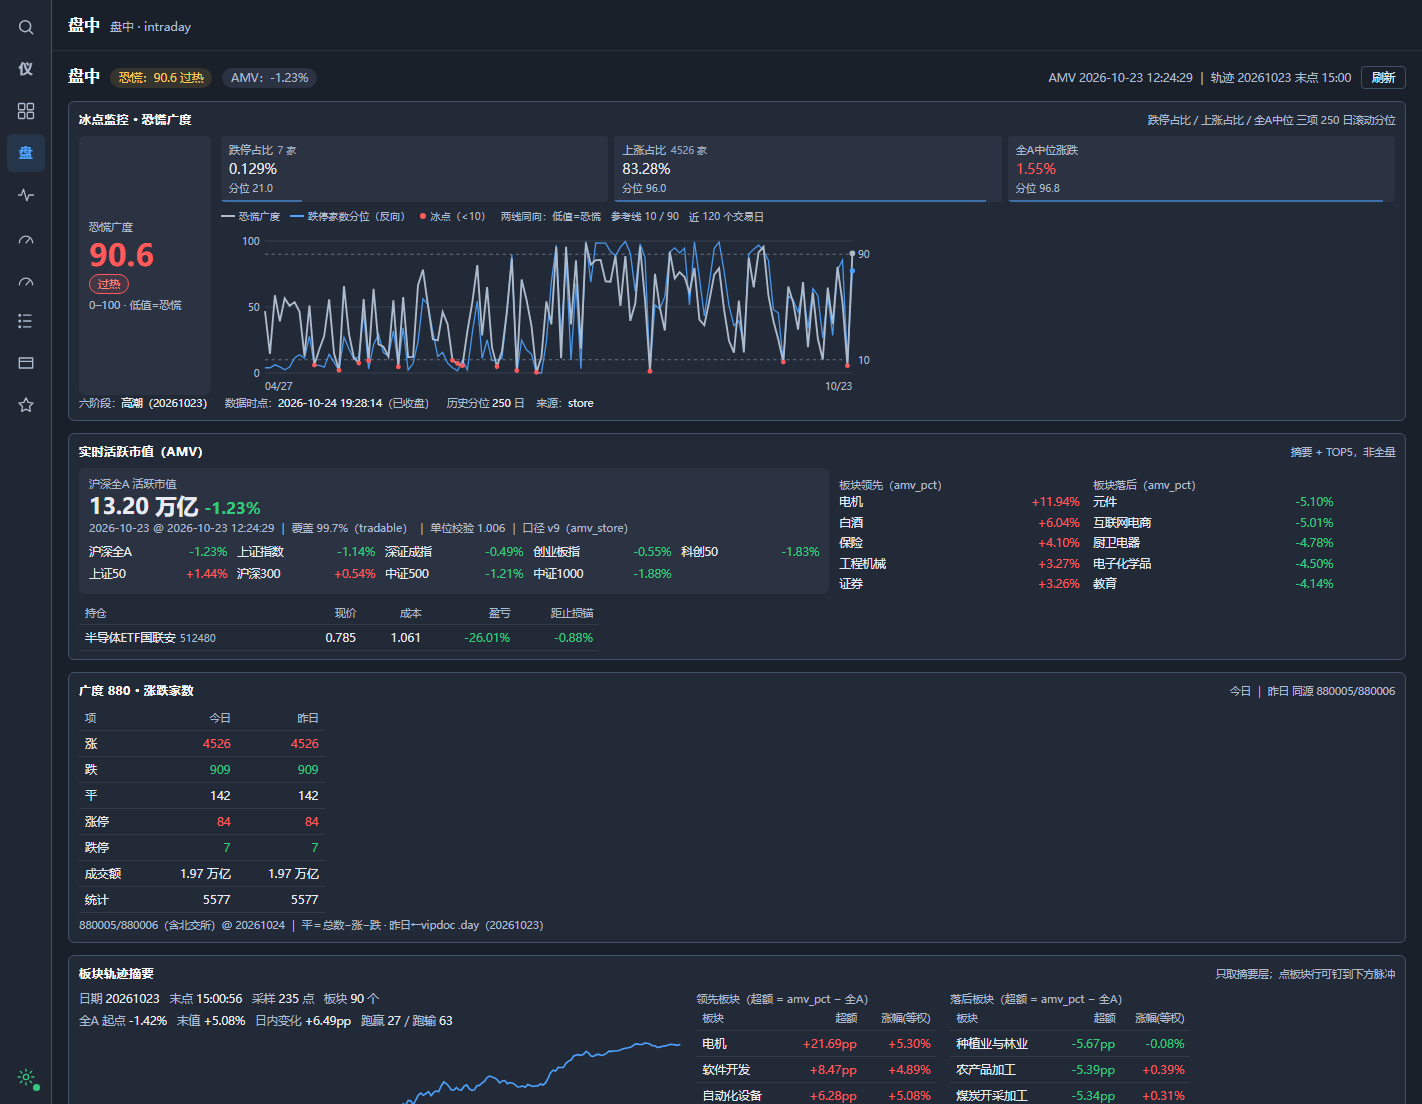 盘中 盘中 · intraday
仪
盘
盘中 恐慌：90.6 过热 AMV：-1.23% AMV 2026-10-23 12:24:29 | 轨迹 20261023 末点 15:00 刷新
冰点监控 · 恐慌广度 跌停占比 / 上涨占比 / 全A中位 三项 250 日滚动分位
恐慌广度
90.6
过热
0–100 · 低值=恐慌
跌停占比 7 家
0.129%
分位 21.0
上涨占比 4526 家
83.28%
分位 96.0
全A中位涨跌
1.55%
分位 96.8
恐慌广度 跌停家数分位（反向） 冰点（<10） 两线同向：低值=恐慌 参考线 10 / 90 近 120 个交易日
100
50
0
90
10
04/27 10/23
六阶段：高潮（20261023） 数据时点：2026-10-24 19:28:14（已收盘） 历史分位 250 日 来源：store
实时活跃市值（AMV） 摘要 + TOP5，非全量
沪深全A 活跃市值
13.20 万亿 -1.23%
2026-10-23 @ 2026-10-23 12:24:29 | 覆盖 99.7%（tradable） | 单位校验 1.006 | 口径 v9（amv_store）
沪深全A -1.23% 上证指数 -1.14% 深证成指 -0.49% 创业板指 -0.55% 科创50 -1.83%
上证50 +1.44% 沪深300 +0.54% 中证500 -1.21% 中证1000 -1.88%
板块领先（amv_pct）
电机 +11.94%
白酒 +6.04%
保险 +4.10%
工程机械 +3.27%
证券 +3.26%
板块落后（amv_pct）
元件 -5.10%
互联网电商 -5.01%
厨卫电器 -4.78%
电子化学品 -4.50%
教育 -4.14%
持仓 现价 成本 盈亏 距止损锚
半导体ETF国联安 512480 0.785 1.061 -26.01% -0.88%
广度 880 · 涨跌家数 今日 | 昨日 同源 880005/880006
项 今日 昨日
涨 4526 4526
跌 909 909
平 142 142
涨停 84 84
跌停 7 7
成交额 1.97 万亿 1.97 万亿
统计 5577 5577
880005/880006（含北交所）@ 20261024 | 平＝总数−涨−跌 · 昨日←vipdoc .day（20261023）
板块轨迹摘要 只取摘要层；点板块行可钉到下方脉冲
日期 20261023 末点 15:00:56 采样 235 点 板块 90 个
全A 起点 -1.42% 末值 +5.08% 日内变化 +6.49pp 跑赢 27 / 跑输 63
领先板块（超额 = amv_pct − 全A）
板块 超额 涨幅(等权)
电机 +21.69pp +5.30%
软件开发 +8.47pp +4.89%
自动化设备 +6.28pp +5.08%
落后板块（超额 = amv_pct − 全A）
板块 超额 涨幅(等权)
种植业与林业 -5.67pp -0.08%
农产品加工 -5.39pp +0.39%
煤炭开采加工 -5.34pp +0.31%